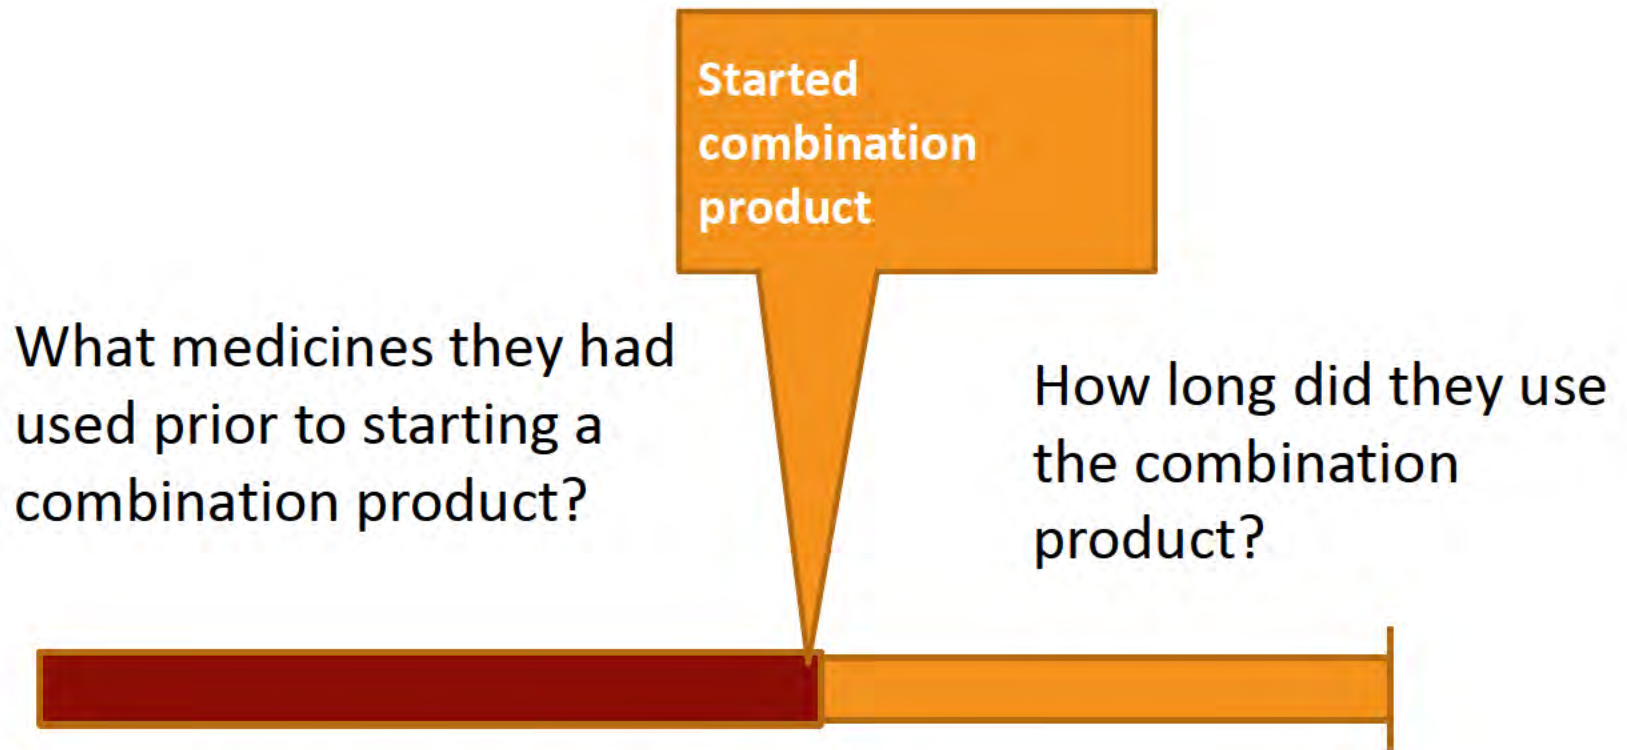 Started
combination
product
What medicines they had
used prior to starting a
combination product?
How long did they use
the combination
product?